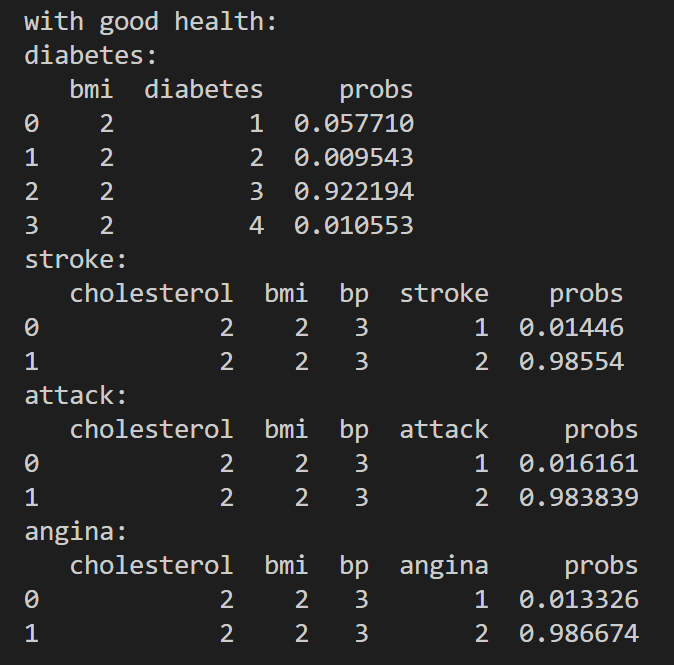 with good health:
diabetes:
   bmi  diabetes     probs
0    2         1  0.057710
1    2         2  0.009543
2    2         3  0.922194
3    2         4  0.010553
stroke:
   cholesterol  bmi  bp  stroke    probs
0            2    2   3       1  0.01446
1            2    2   3       2  0.98554
attack:
   cholesterol  bmi  bp  attack     probs
0            2    2   3       1  0.016161
1            2    2   3       2  0.983839
angina:
   cholesterol  bmi  bp  angina     probs
0            2    2   3       1  0.013326
1            2    2   3       2  0.986674